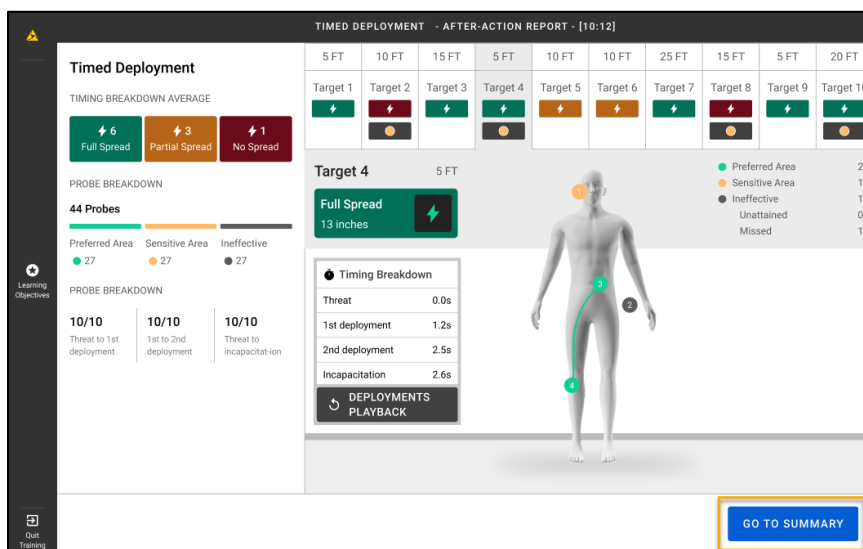 TIMED DEPLOYMENT - AFTER-ACTION REPORT - [10:12]
Timed Deployment
TIMING BREAKDOWN AVERAGE
6
Full Spread
3
Partial Spread
1
No Spread
PROBE BREAKDOWN
44 Probes
Preferred Area
27
Sensitive Area
27
Ineffective
27
PROBE BREAKDOWN
10/10
Threat to 1st
deployment
10/10
1st to 2nd
deployment
10/10
Threat to
incapacitat-ion
Learning
Objectives
Quit
Training
5 FT 10 FT 15 FT 5 FT 10 FT 10 FT 25 FT 15 FT 5 FT 20 FT
Target 1 Target 2 Target 3 Target 4 Target 5 Target 6 Target 7 Target 8 Target 9 Target 10
Target 4 5 FT
Full Spread
13 inches
Timing Breakdown
Threat 0.0s
1st deployment 1.2s
2nd deployment 2.5s
Incapacitation 2.6s
DEPLOYMENTS
PLAYBACK
1
3
2
4
Preferred Area 2
Sensitive Area 1
Ineffective 1
Unattained 0
Missed 1
GO TO SUMMARY